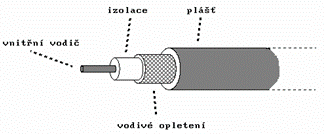 izolace
plášť
vnitřní vodič
vodivé opletení